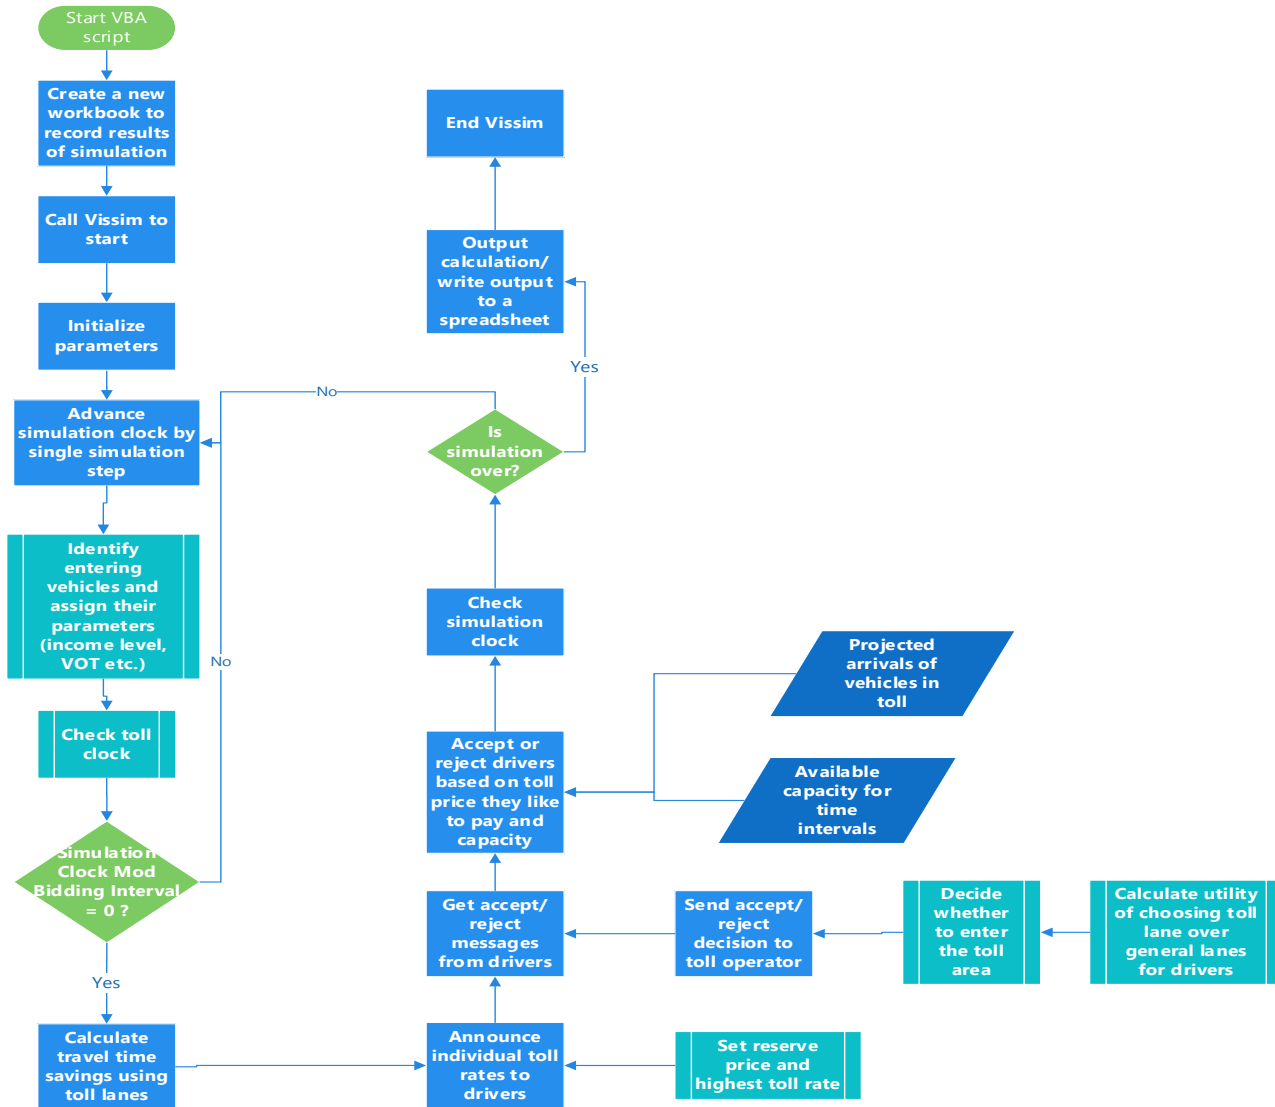 Start VBA
script
Create a new
workbook to
record results
of simulation
Call Vissim to
start
Initialize
parameters
Advance
simulation clock by
single simulation
step
Identify
entering
vehicles and
assign their
parameters
(income level,
VOT etc.)
Check toll
clock
Simulation
Clock Mod
Bidding Interval
= 0 ?
No
Yes
Calculate
travel time
savings using
toll lanes
End Vissim
Output
calculation/
write output
to a
spreadsheet
Yes
No
Is
simulation
over?
Check
simulation
clock
Accept or
reject drivers
based on toll
price they like
to pay and
capacity
Get accept/
reject
messages
from drivers
Announce
individual toll
rates to
drivers
Projected
arrivals of
vehicles in
toll
Available
capacity for
time
intervals
Send accept/
reject
decision to
toll operator
Decide
whether
to enter
the toll
area
Calculate utility
of choosing toll
lane over
general lanes
for drivers
Set reserve
price and
highest toll rate